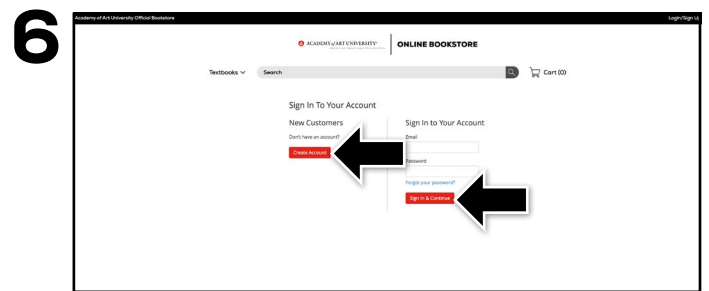 6
Academy of Art University Official Bookstore
Login/Sign U
ACADEMY of ART UNIVERSITY
ONLINE BOOKSTORE
Textbooks
Search
Cart (0)
Sign In To Your Account
New Customers
Don't have an account?
Create Account
Sign In to Your Account
Email
Password
Forgot your password?
Sign in & Continue